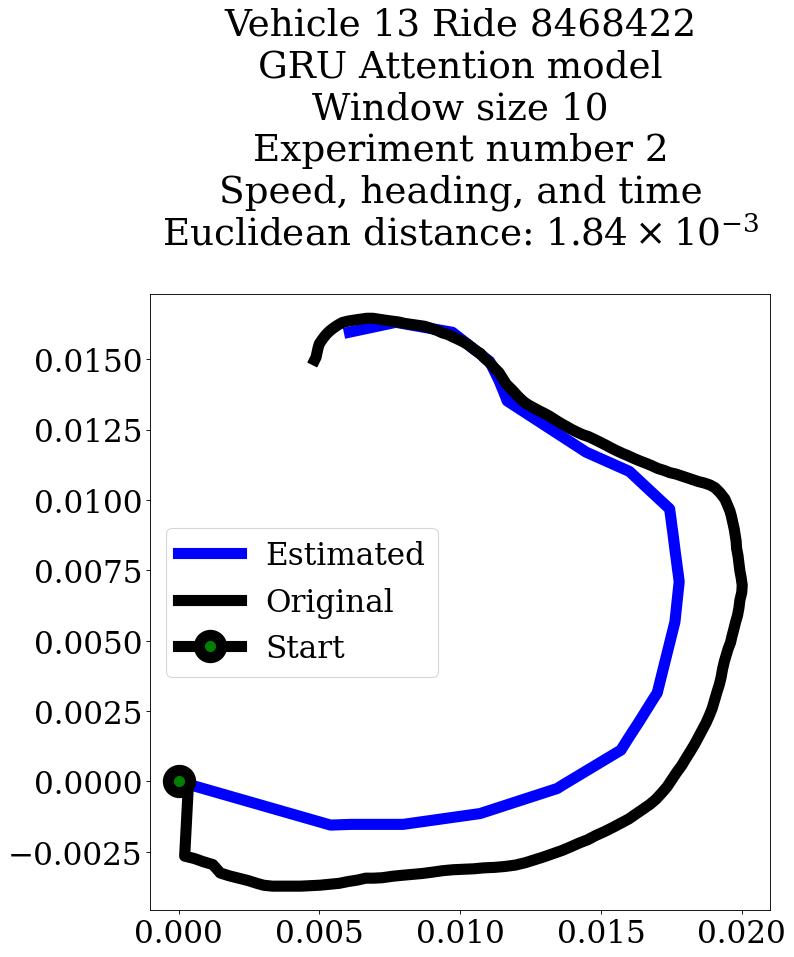 Vehicle 13 Ride 8468422
GRU Attention model
Window size 10
Experiment number 2
Speed, heading, and time
Euclidean distance: 1.84 × 10⁻³
0.0150
0.0125
0.0100
0.0075
0.0050
0.0025
0.0000
−0.0025
Estimated
Original
Start
0.000 0.005 0.010 0.015 0.020